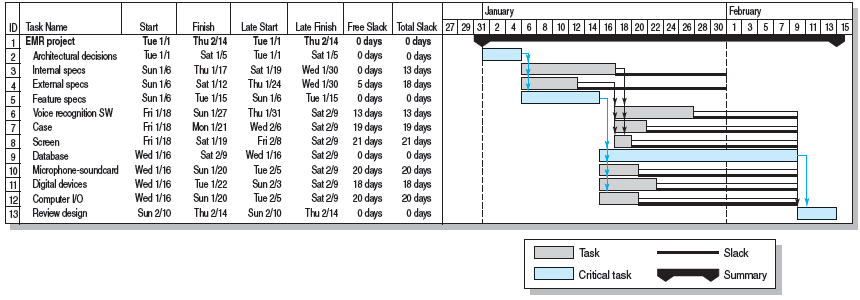 January February
ID Task Name Start Finish Late Start Late Finish Free Slack Total Slack 27 29 31 2 4 6 8 10 12 14 16 18 20 22 24 26 28 30 1 3 5 7 9 11 13 15
1 EMR project Tue 1/1 Thu 2/14 Tue 1/1 Thu 2/14 0 days 0 days
2 Architectural decisions Tue 1/1 Sat 1/5 Tue 1/1 Sat 1/5 0 days 0 days
3 Internal specs Sun 1/6 Thu 1/17 Sat 1/19 Wed 1/30 0 days 13 days
4 External specs Sun 1/6 Sat 1/12 Thu 1/24 Wed 1/30 5 days 18 days
5 Feature specs Sun 1/6 Tue 1/15 Sun 1/6 Tue 1/15 0 days 0 days
6 Voice recognition SW Fri 1/18 Sun 1/27 Thu 1/31 Sat 2/9 13 days 13 days
7 Case Fri 1/18 Mon 1/21 Wed 2/6 Sat 2/9 19 days 19 days
8 Screen Fri 1/18 Sat 1/19 Fri 2/8 Sat 2/9 21 days 21 days
9 Database Wed 1/16 Sat 2/9 Wed 1/16 Sat 2/9 0 days 0 days
10 Microphone-soundcard Wed 1/16 Sun 1/20 Tue 2/5 Sat 2/9 20 days 20 days
11 Digital devices Wed 1/16 Tue 1/22 Sun 2/3 Sat 2/9 18 days 18 days
12 Computer I/O Wed 1/16 Sun 1/20 Tue 2/5 Sat 2/9 20 days 20 days
13 Review design Sun 2/10 Thu 2/14 Sun 2/10 Thu 2/14 0 days 0 days
Task Slack
Critical task Summary